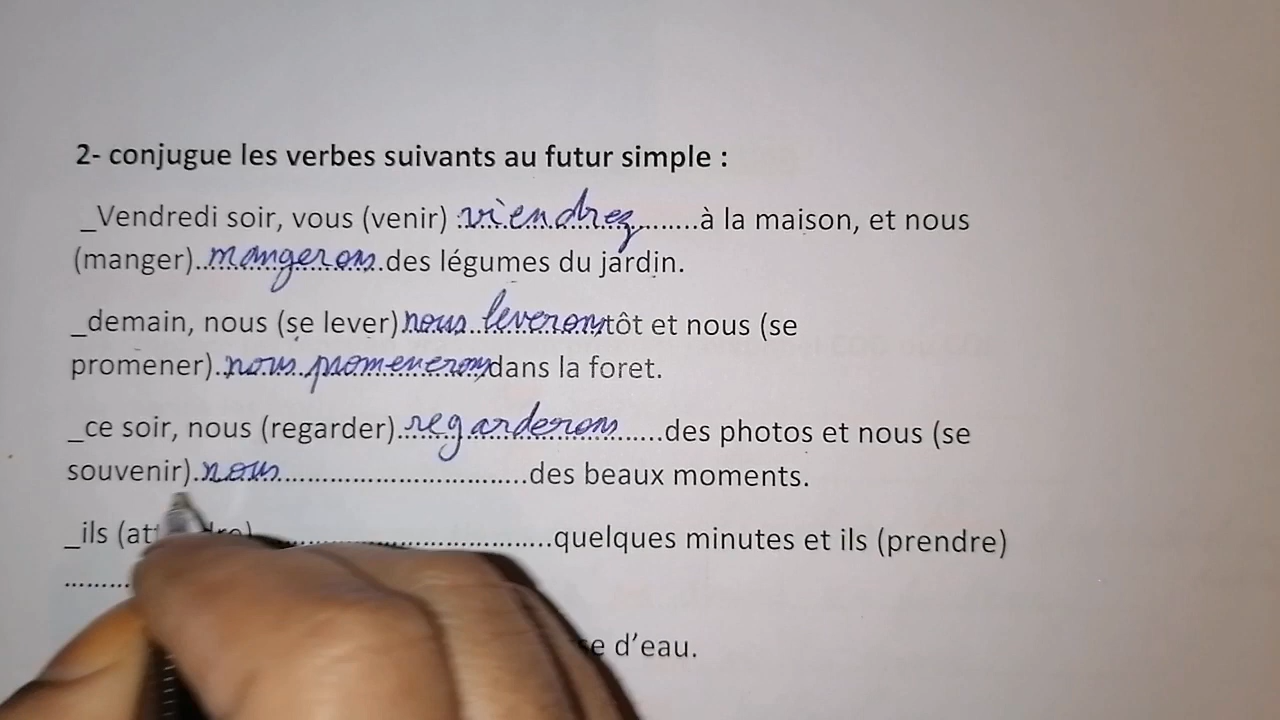 2- conjugue les verbes suivants au futur simple :
_Vendredi soir, vous (venir) :viendrez........à la maison, et nous
(manger)..mangerons.des légumes du jardin.
_demain, nous (se lever)nous leverons tôt et nous (se
promener)..nous promenerons dans la foret.
_ce soir, nous (regarder)..regarderons......des photos et nous (se
souvenir).nous................................des beaux moments.
_ils ................................quelques minutes et ils (prendre)
.........
d'eau.